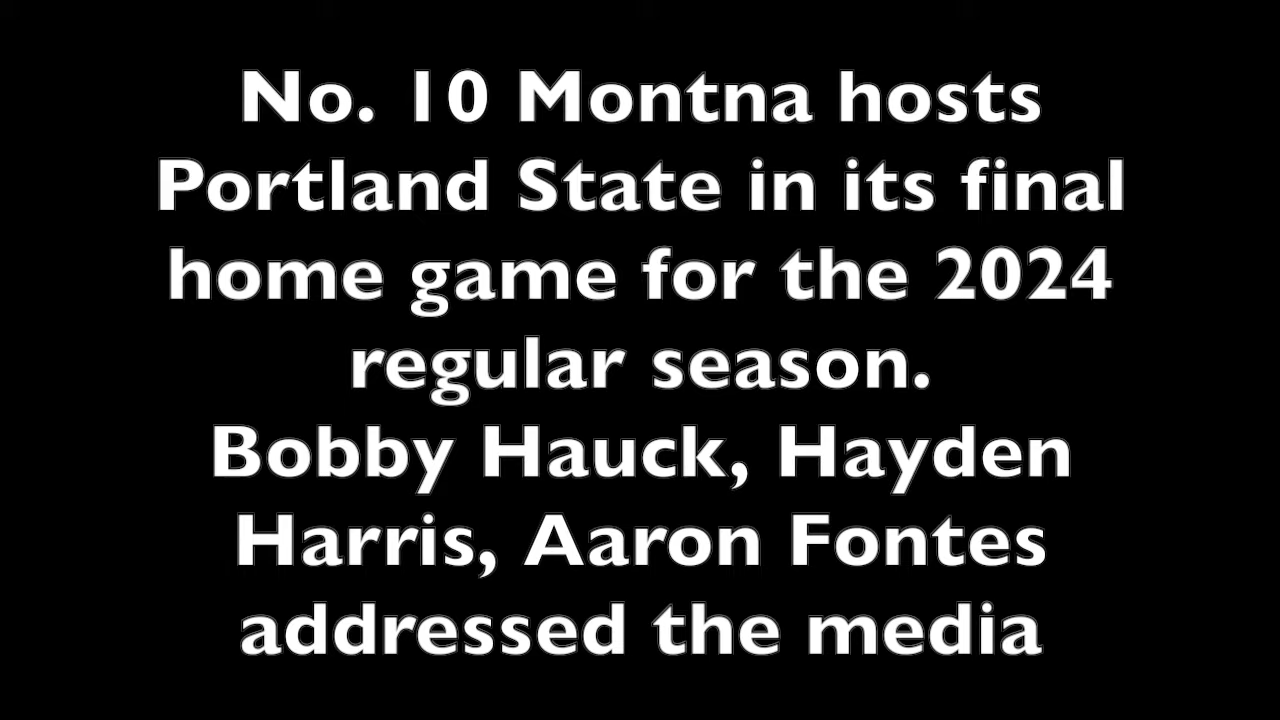 No. 10 Montna hosts
Portland State in its final
home game for the 2024
regular season.
Bobby Hauck, Hayden
Harris, Aaron Fontes
addressed the media